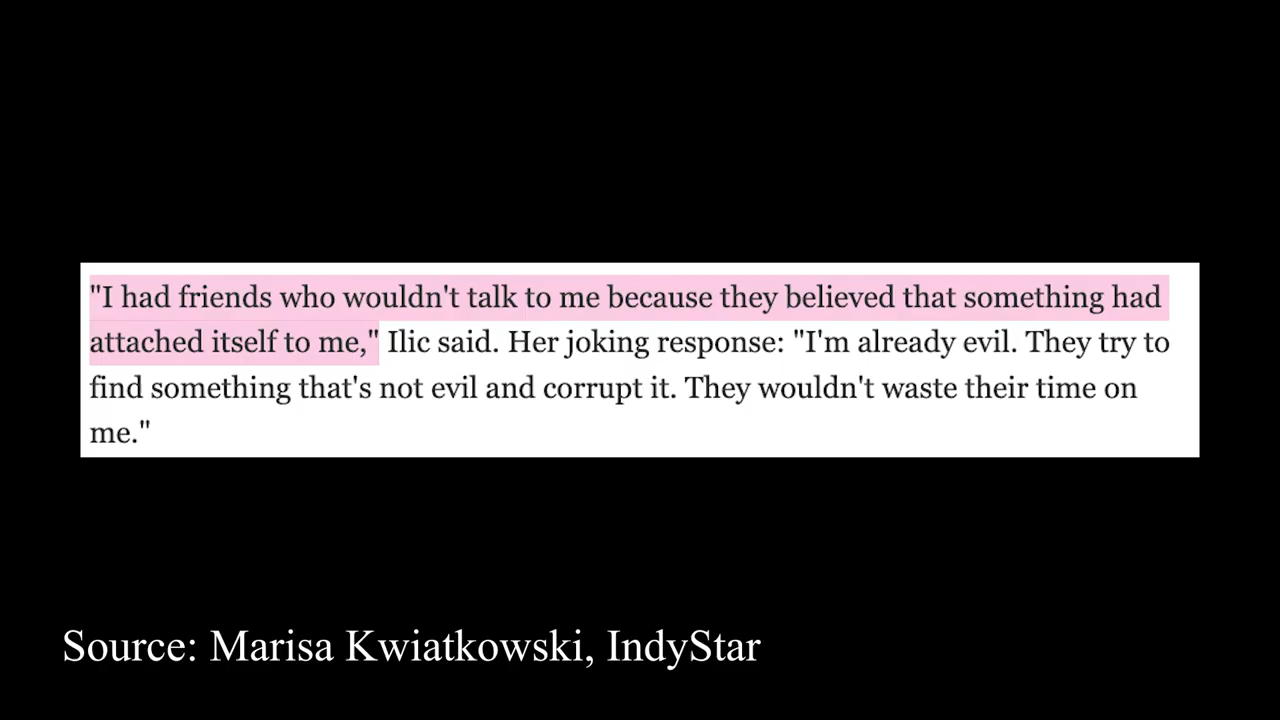 "I had friends who wouldn't talk to me because they believed that something had
attached itself to me," Ilic said. Her joking response: "I'm already evil. They try to
find something that's not evil and corrupt it. They wouldn't waste their time on
me."
Source: Marisa Kwiatkowski, IndyStar